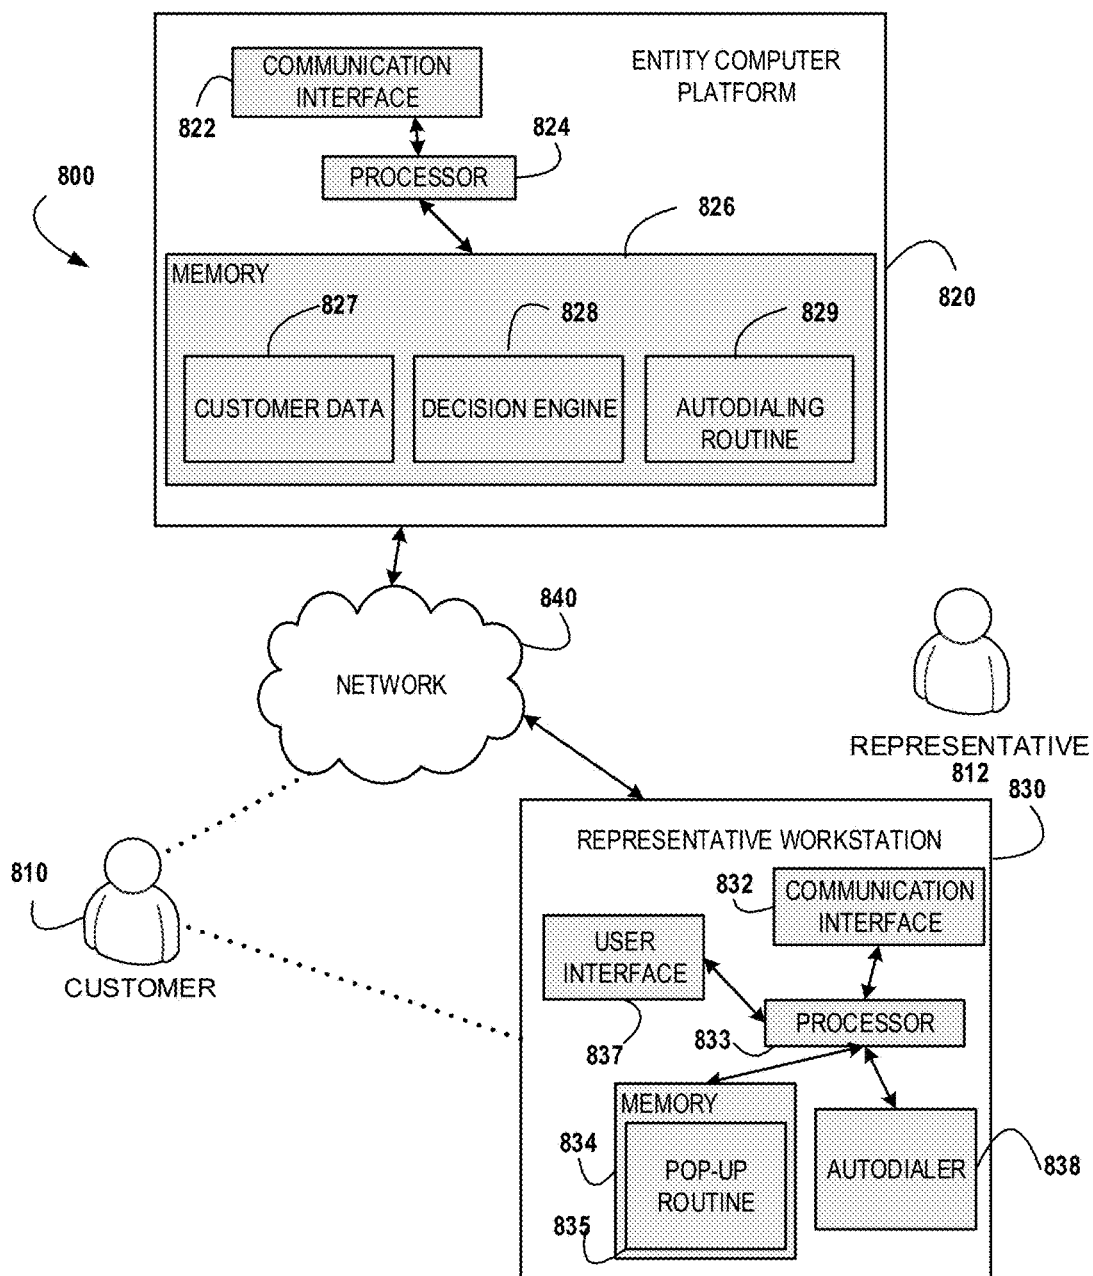 COMMUNICATION
INTERFACE
ENTITY COMPUTER
PLATFORM
822
824
PROCESSOR
800
826
MEMORY
820
827
828
829
CUSTOMER DATA
DECISION ENGINE
AUTODIALING
ROUTINE
840
NETWORK
REPRESENTATIVE
812
830
REPRESENTATIVE WORKSTATION
810
832
COMMUNICATION
INTERFACE
USER
INTERFACE
CUSTOMER
PROCESSOR
833
837
MEMORY
834
POP-UP
ROUTINE
AUTODIALER
838
835